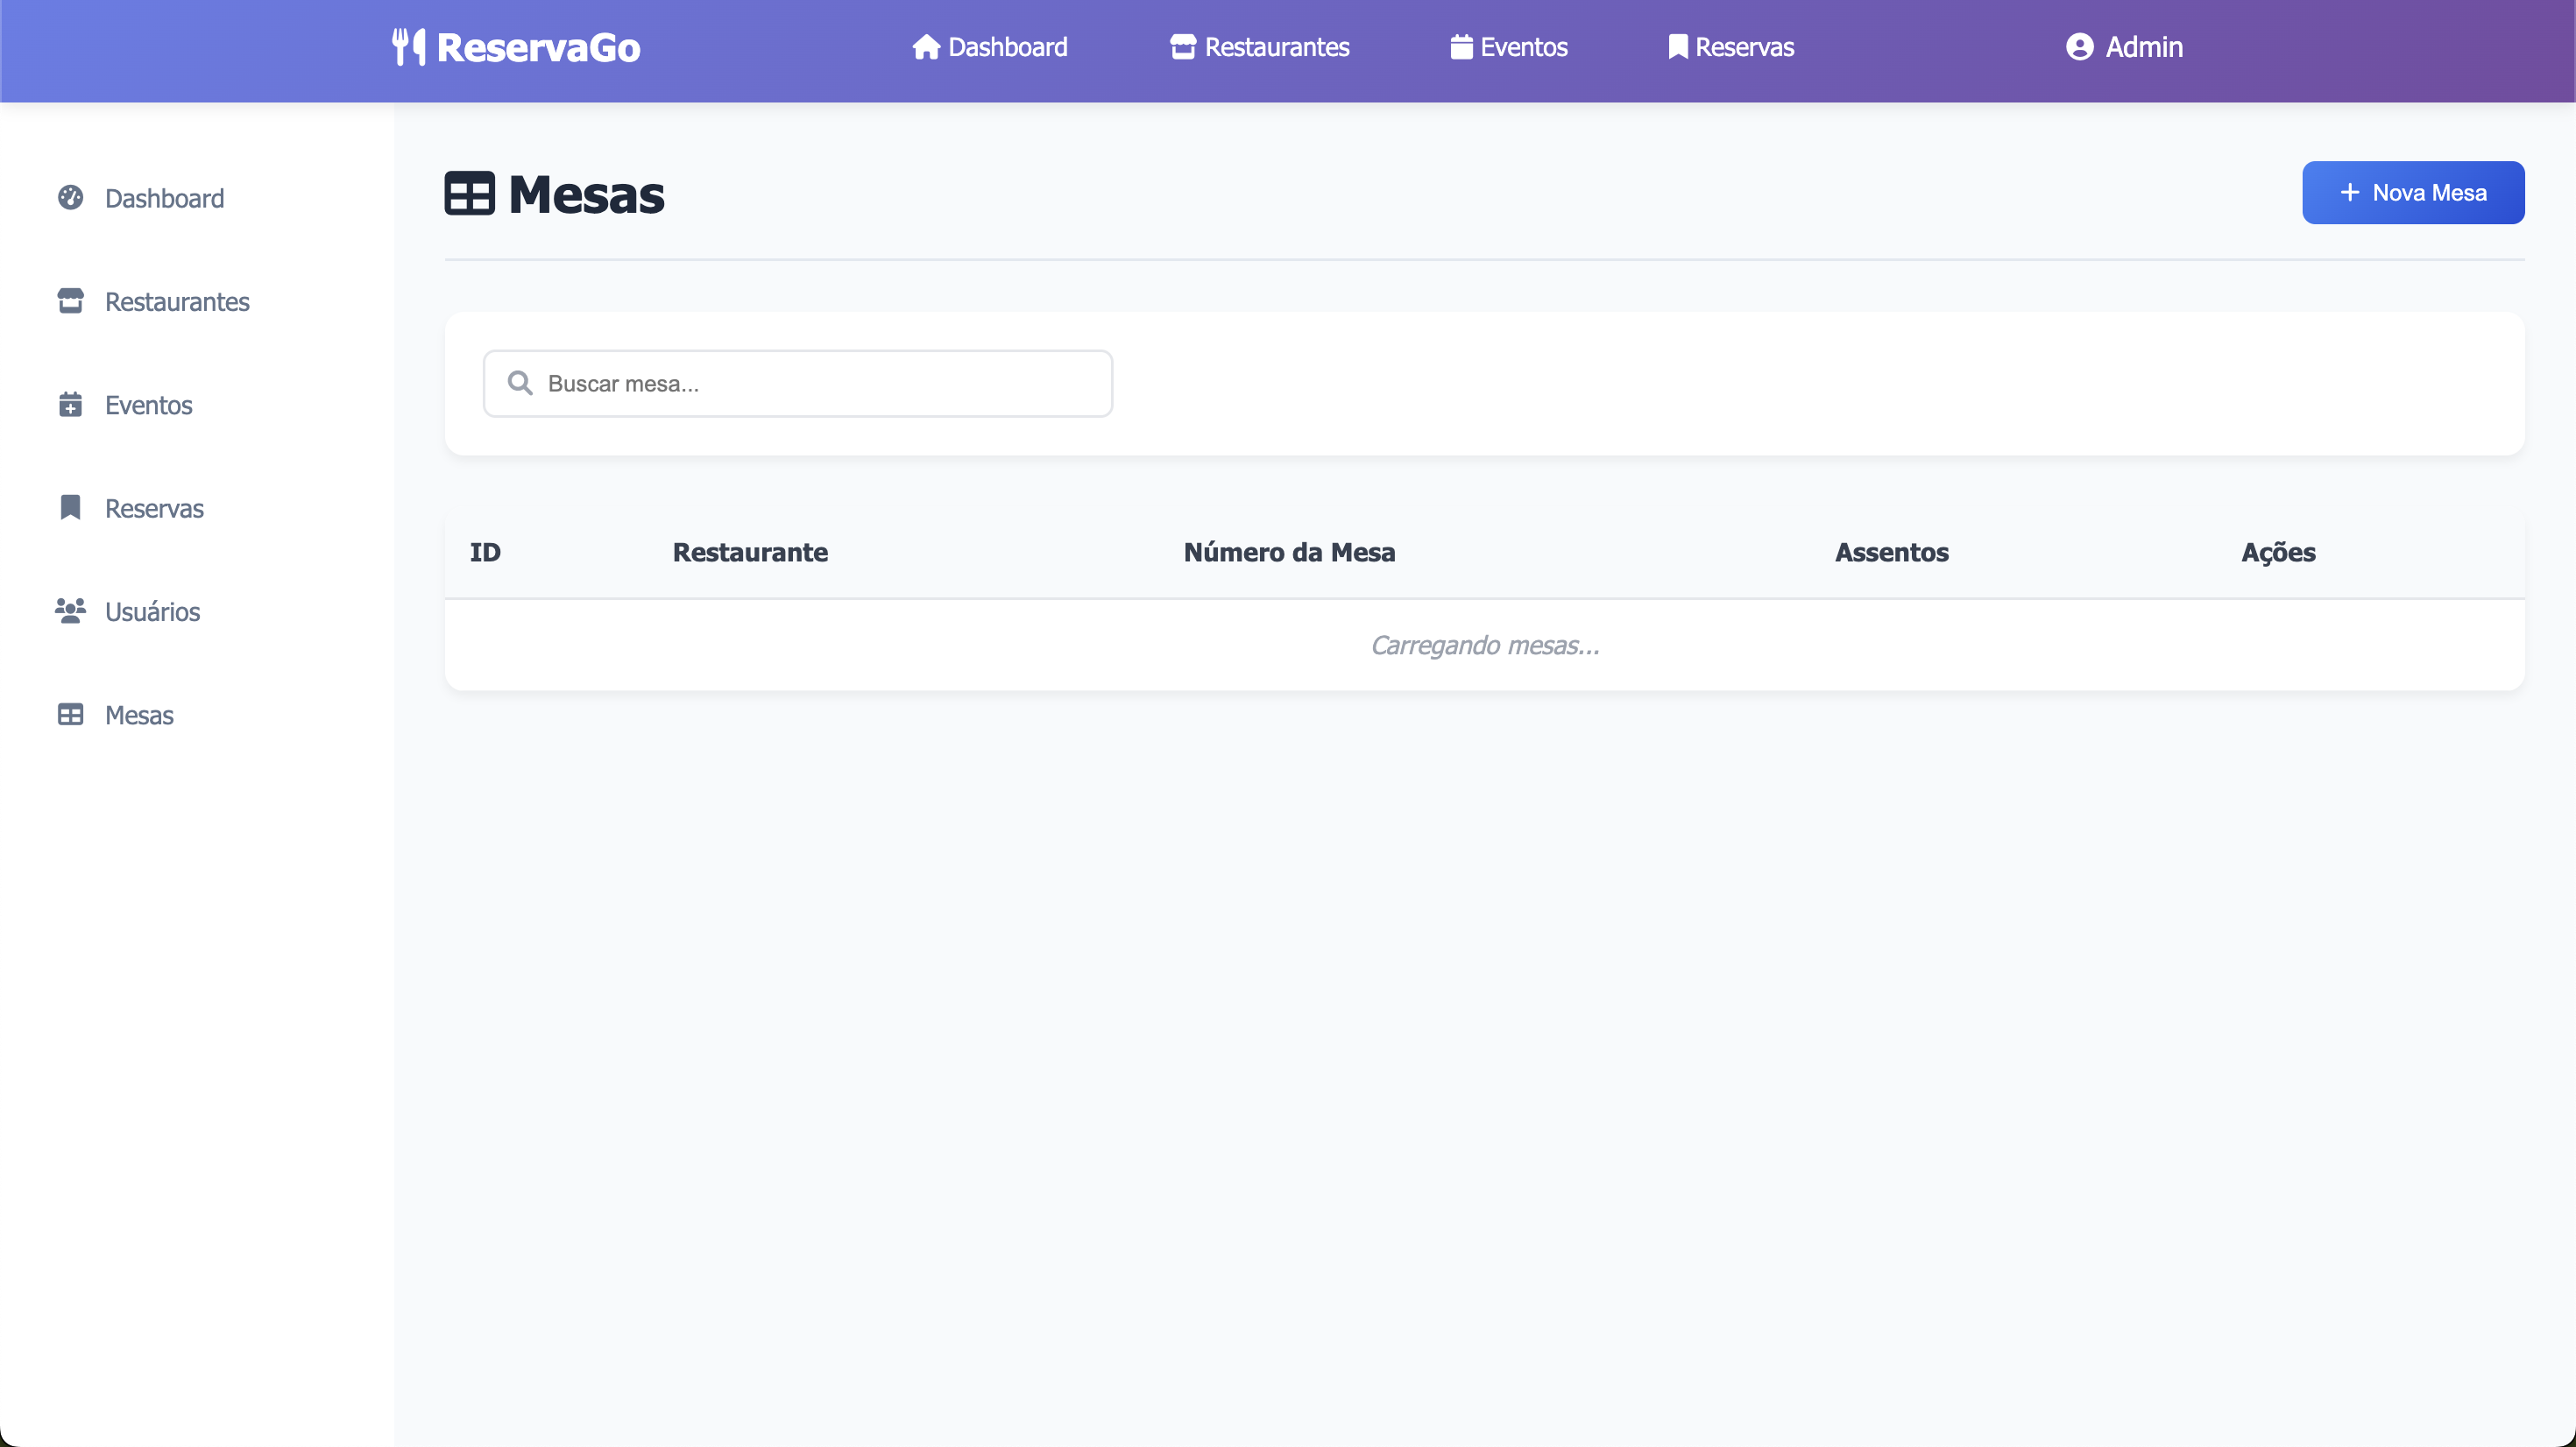 ReservaGo
Dashboard
Restaurantes
Eventos
Reservas
Admin
Dashboard
Restaurantes
Eventos
Reservas
Usuários
Mesas
Mesas
Nova Mesa
Buscar mesa...
ID
Restaurante
Número da Mesa
Assentos
Ações
Carregando mesas...